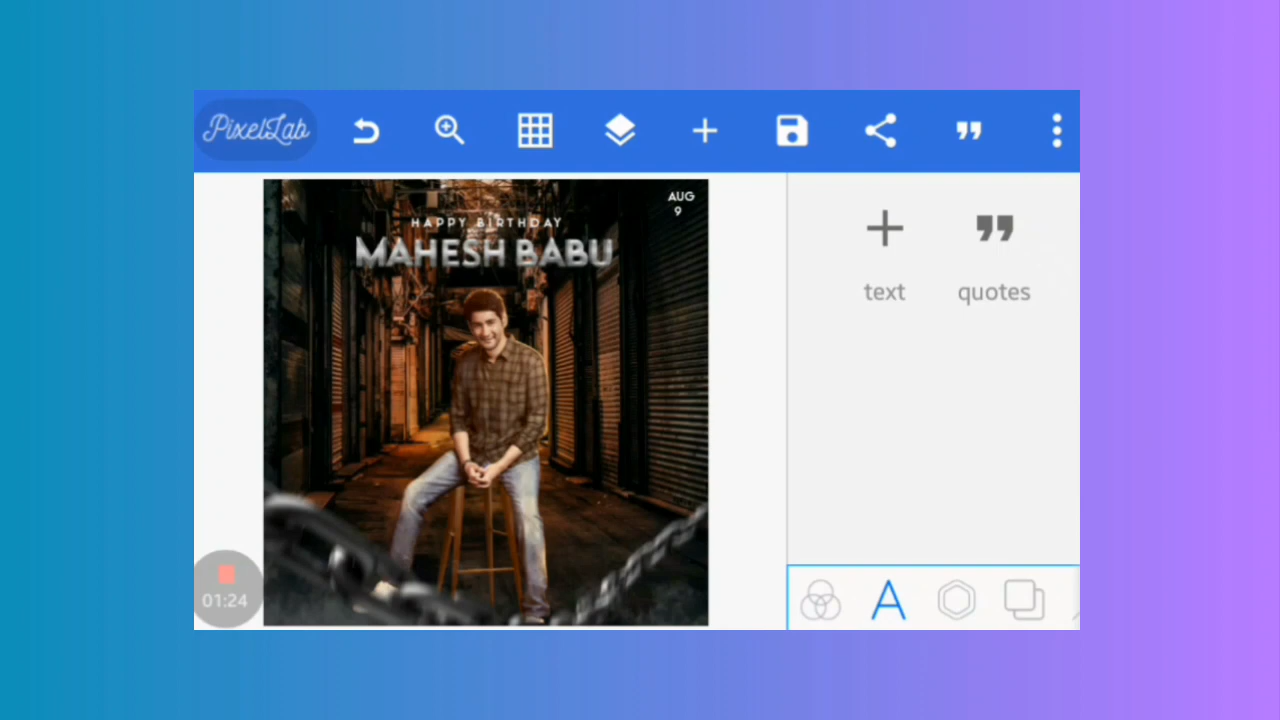 PixelLab
AUG
9
HAPPY BIRTHDAY
MAHESH BABU
text
quotes
01:24